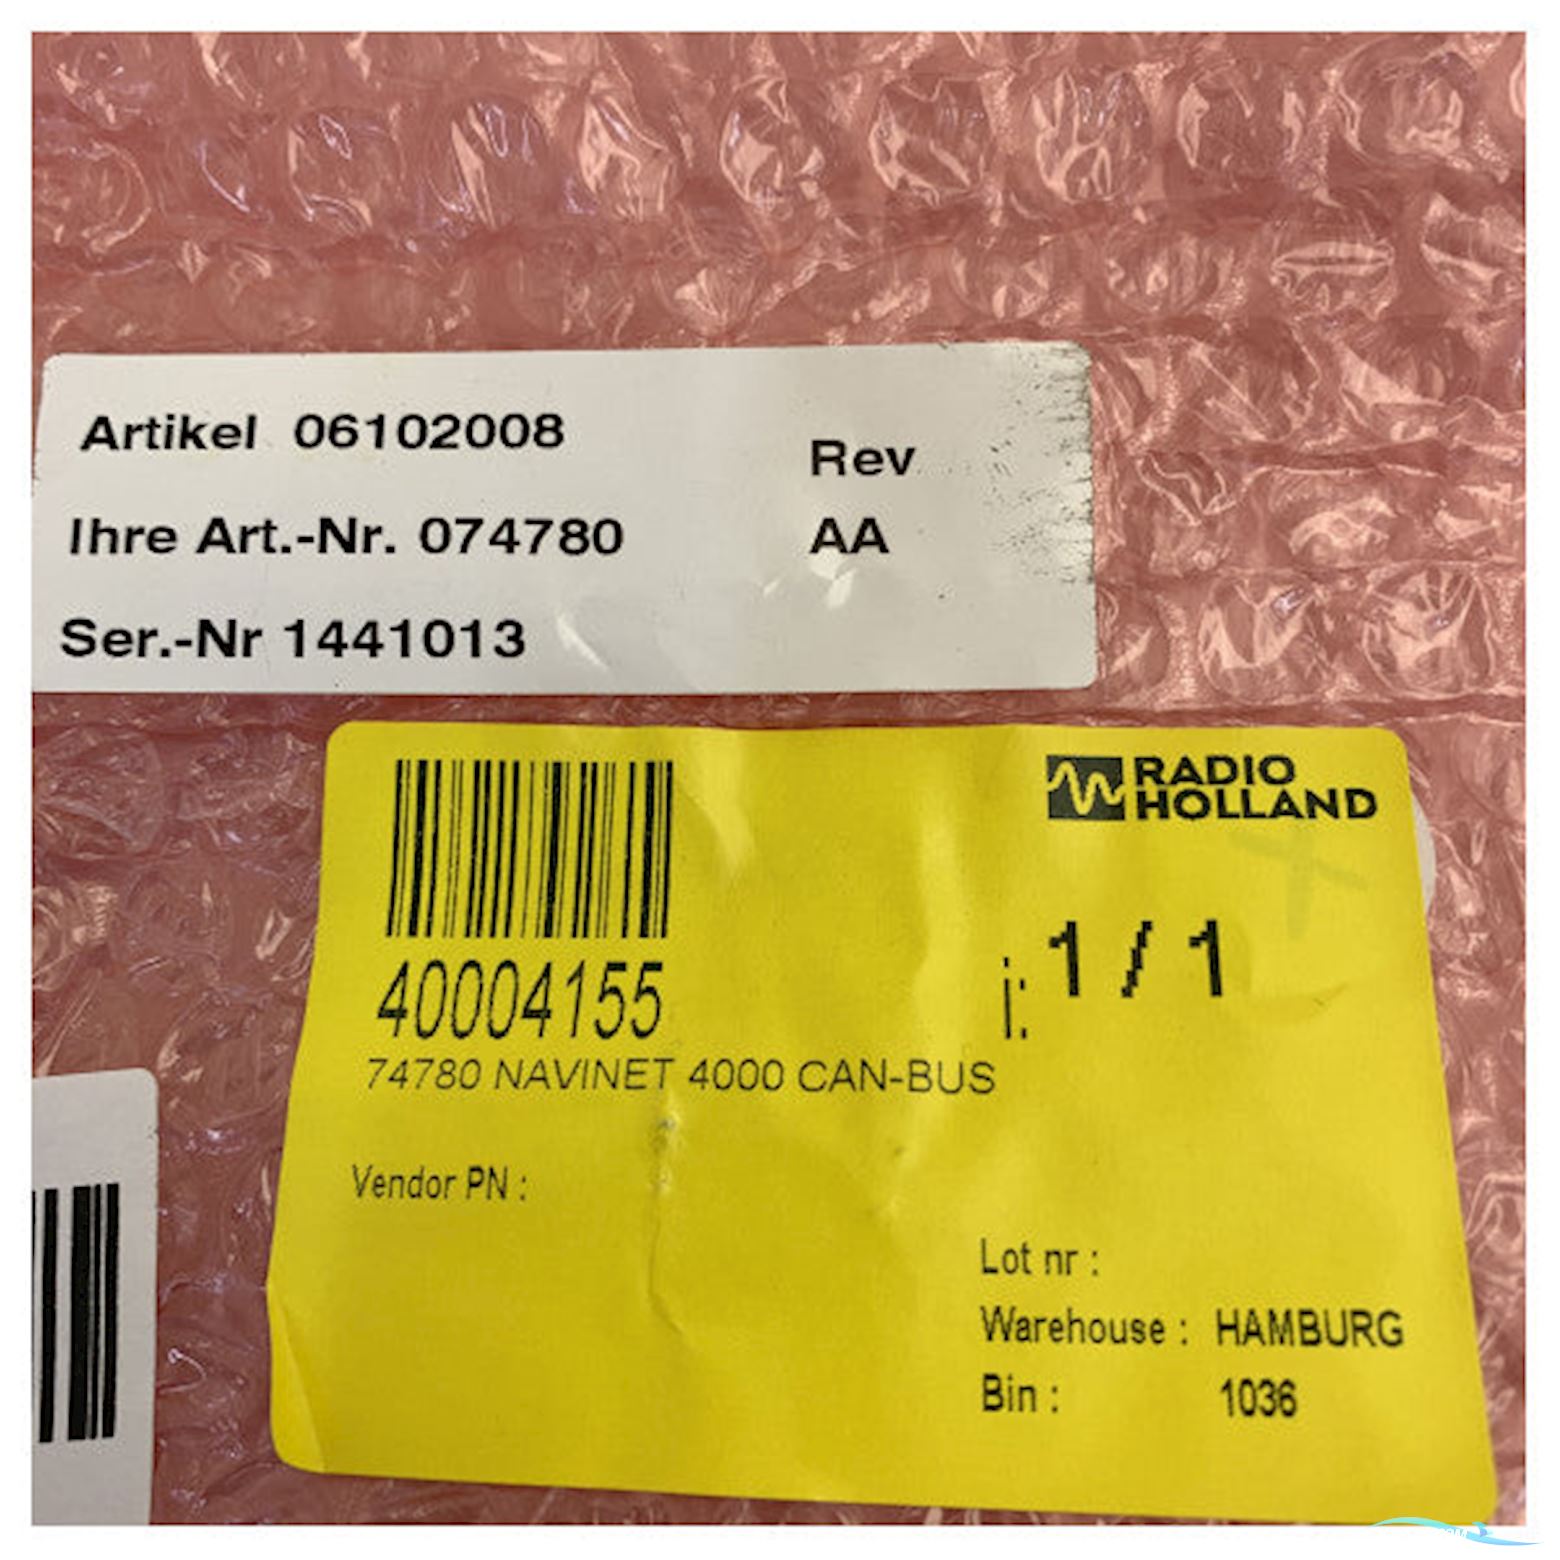 Artikel 06102008
Rev
Ihre Art.-Nr. 074780
AA
Ser.-Nr 1441013
RADIO
HOLLAND
i: 1 / 1
40004155
74780 NAVINET 4000 CAN-BUS
Vendor PN :
Lot nr :
Warehouse : HAMBURG
Bin : 1036